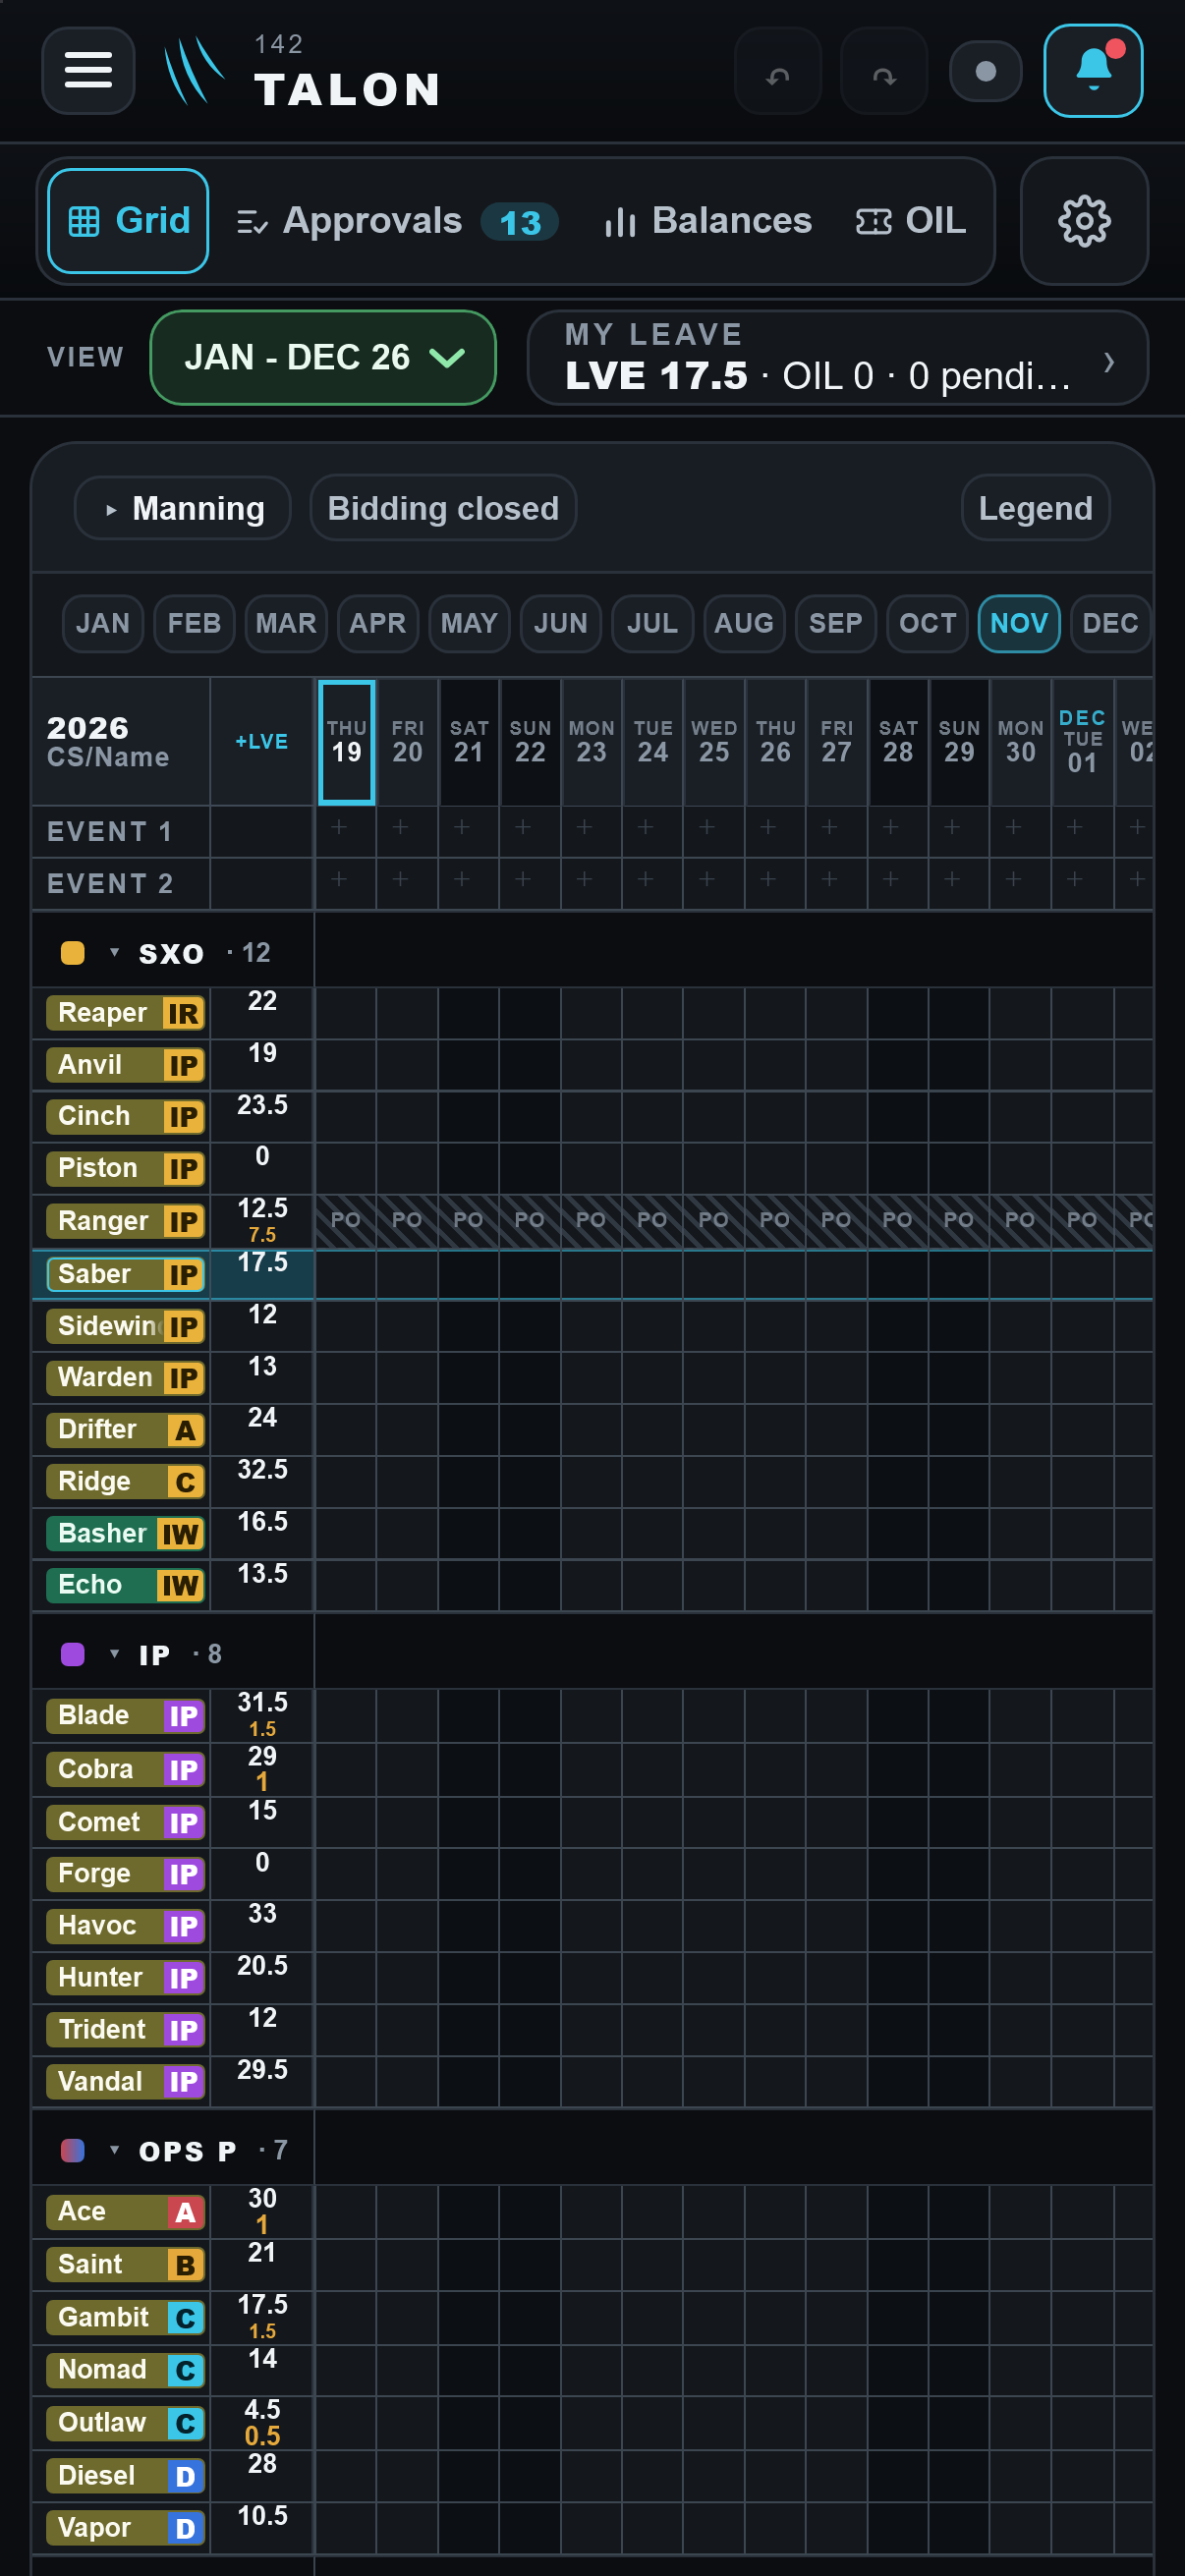 142
TALON
Grid
Approvals 13
Balances
OIL
VIEW
JAN - DEC 26
MY LEAVE
LVE 17.5 · OIL 0 · 0 pendi…
Manning
Bidding closed
Legend
JAN FEB MAR APR MAY JUN JUL AUG SEP OCT NOV DEC
2026
CS/Name
+LVE
THU 19
FRI 20
SAT 21
SUN 22
MON 23
TUE 24
WED 25
THU 26
FRI 27
SAT 28
SUN 29
MON 30
DEC TUE 01
WE 02
EVENT 1 + + + + + + + + + + + + + +
EVENT 2 + + + + + + + + + + + + + +
SXO · 12
Reaper IR 22
Anvil IP 19
Cinch IP 23.5
Piston IP 0
Ranger IP 12.5 7.5 PO PO PO PO PO PO PO PO PO PO PO PO PO PO
Saber IP 17.5
Sidewin IP 12
Warden IP 13
Drifter A 24
Ridge C 32.5
Basher IW 16.5
Echo IW 13.5
IP · 8
Blade IP 31.5 1.5
Cobra IP 29 1
Comet IP 15
Forge IP 0
Havoc IP 33
Hunter IP 20.5
Trident IP 12
Vandal IP 29.5
OPS P · 7
Ace A 30 1
Saint B 21
Gambit C 17.5 1.5
Nomad C 14
Outlaw C 4.5 0.5
Diesel D 28
Vapor D 10.5